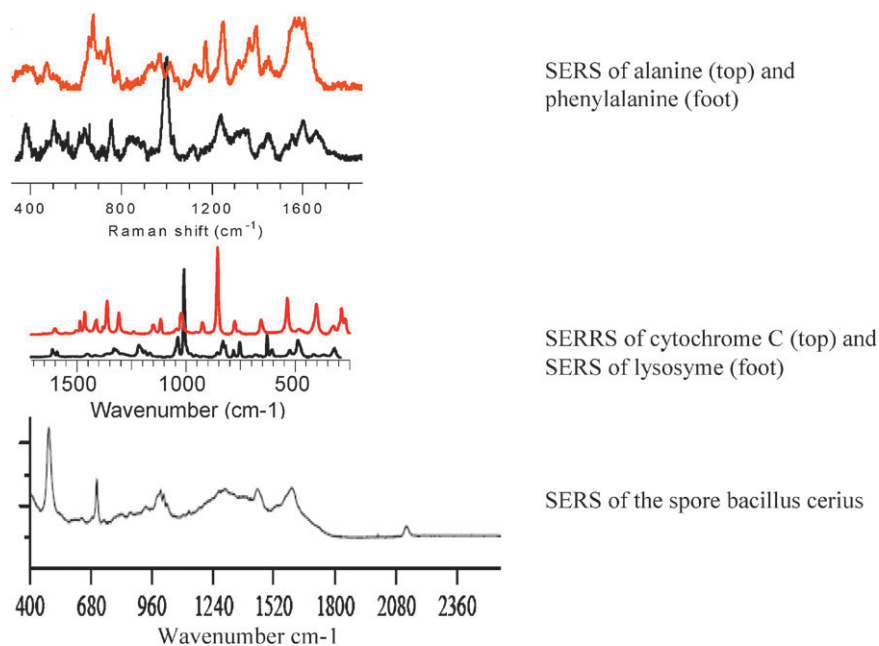 SERS of alanine (top) and
phenylalanine (foot)
400 800 1200 1600
Raman shift (cm⁻¹)
SERRS of cytochrome C (top) and
SERS of lysosyme (foot)
1500 1000 500
Wavenumber (cm-1)
SERS of the spore bacillus cerius
400 680 960 1240 1520 1800 2080 2360
Wavenumber cm-1